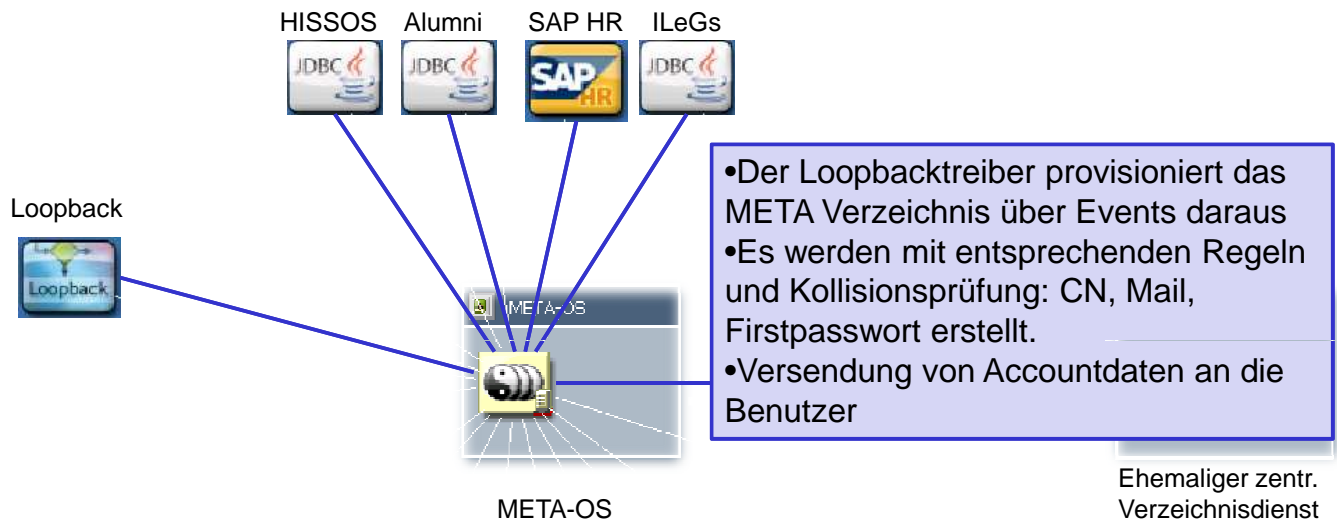 HISSOS Alumni SAP HR ILeGs
JDBC JDBC SAP HR JDBC
•Der Loopbacktreiber provisioniert das
META Verzeichnis über Events daraus
•Es werden mit entsprechenden Regeln
und Kollisionsprüfung: CN, Mail,
Firstpasswort erstellt.
•Versendung von Accountdaten an die
Benutzer
Loopback
Loopback
META-OS
META-OS
Ehemaliger zentr.
Verzeichnisdienst